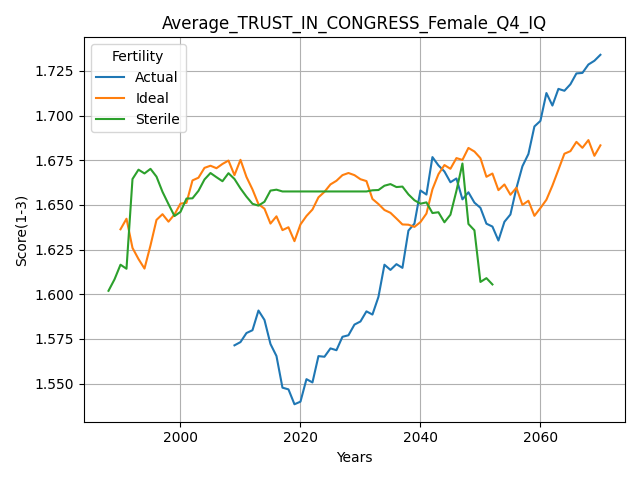 Average_TRUST_IN_CONGRESS_Female_Q4_IQ
Fertility
Actual
Ideal
Sterile
Score(1-3)
1.725
1.700
1.675
1.650
1.625
1.600
1.575
1.550
2000
2020
2040
2060
Years